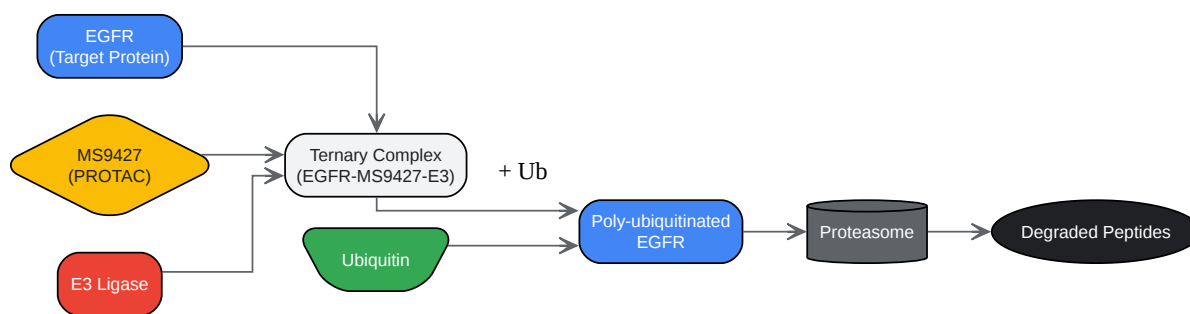 EGFR
(Target Protein)
MS9427
(PROTAC)
E3 Ligase
Ternary Complex
(EGFR-MS9427-E3)
+ Ub
Ubiquitin
Poly-ubiquitinated
EGFR
Proteasome
Degraded Peptides